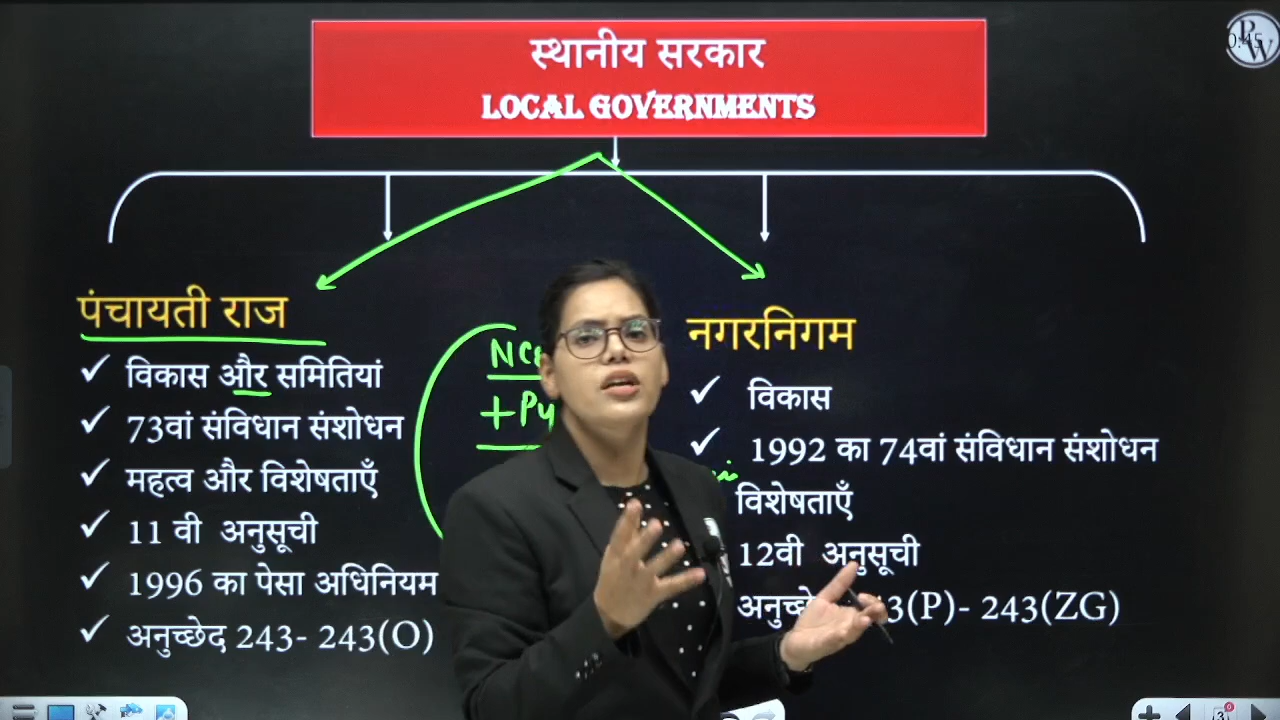 स्थानीय सरकार
LOCAL GOVERNMENTS
PW
पंचायती राज
✓ विकास और समितियां
✓ 73वां संविधान संशोधन
✓ महत्व और विशेषताएँ
✓ 11 वी अनुसूची
✓ 1996 का पेसा अधिनियम
✓ अनुच्छेद 243- 243(O)
नगरनिगम
✓ विकास
✓ 1992 का 74वां संविधान संशोधन
विशेषताएँ
12वी अनुसूची
3(P)- 243(ZG)